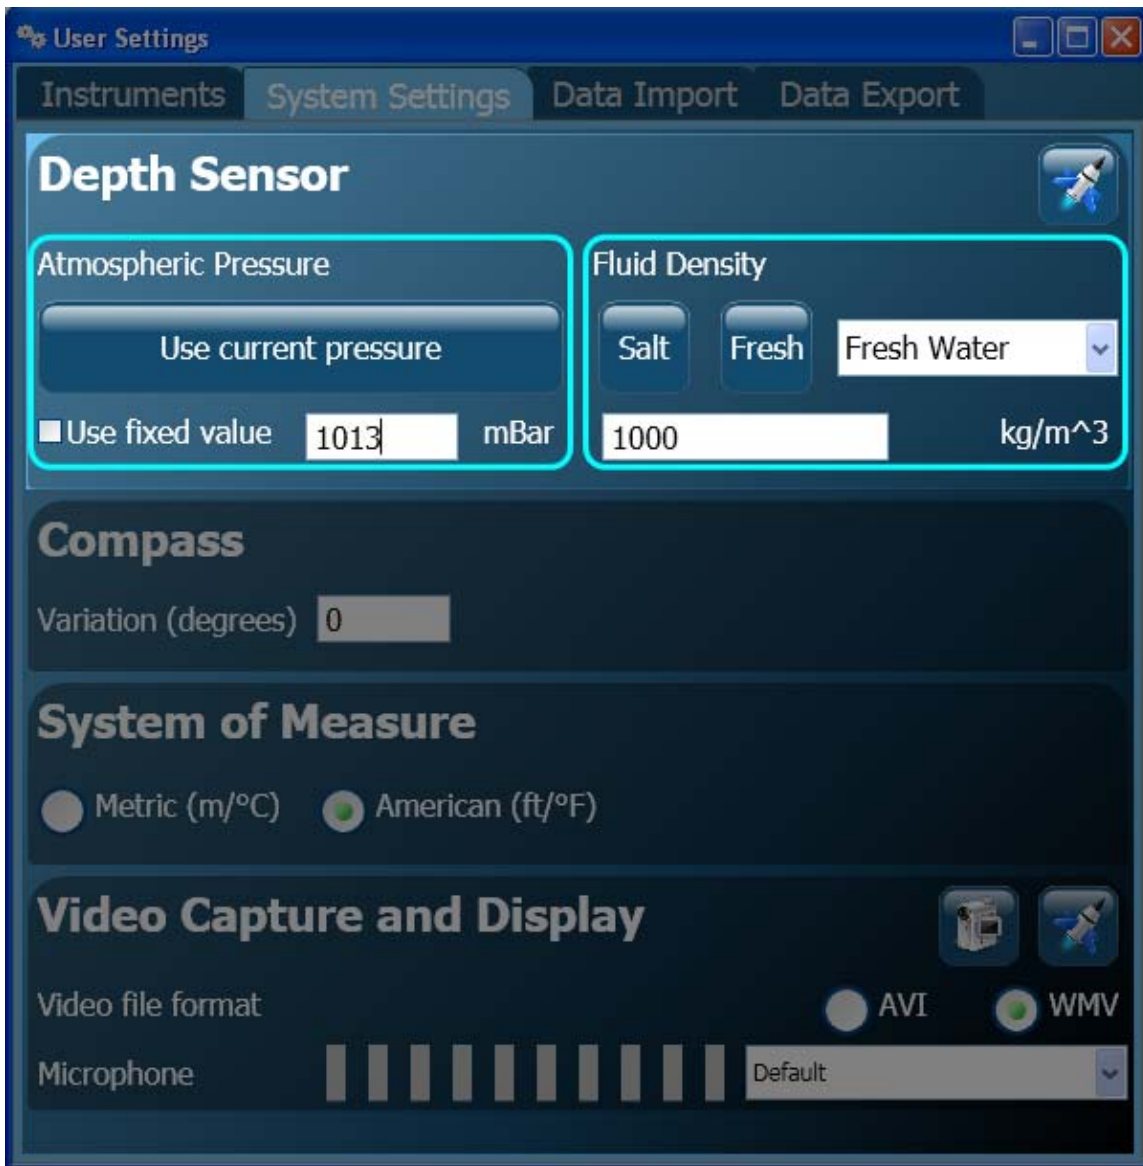 User Settings
Instruments System Settings Data Import Data Export
Depth Sensor
Atmospheric Pressure
Use current pressure
Use fixed value 1013 mBar
Fluid Density
Salt Fresh Fresh Water
1000 kg/m^3
Compass
Variation (degrees) 0
System of Measure
Metric (m/°C) American (ft/°F)
Video Capture and Display
Video file format AVI WMV
Microphone Default